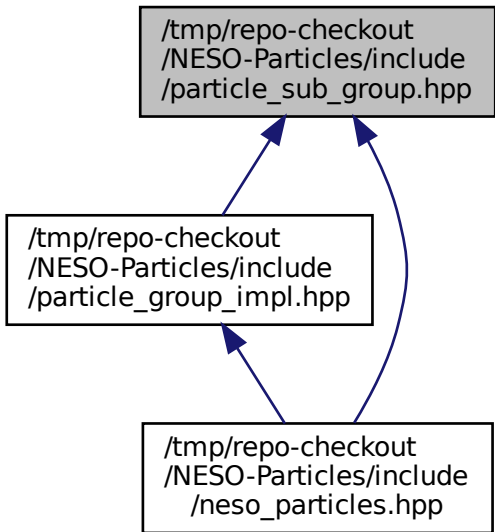 /tmp/repo-checkout
/NESO-Particles/include
/particle_sub_group.hpp
/tmp/repo-checkout
/NESO-Particles/include
/particle_group_impl.hpp
/tmp/repo-checkout
/NESO-Particles/include
/neso_particles.hpp